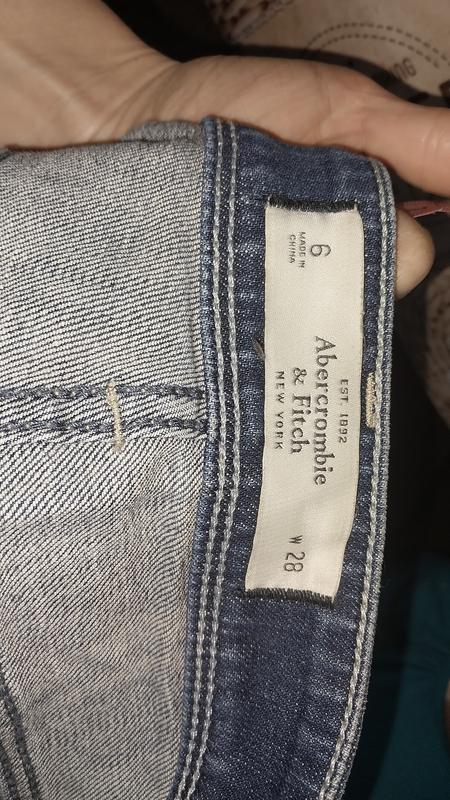 6
MADE IN
CHINA
EST. 1892
Abercrombie
& Fitch
NEW YORK
W 28